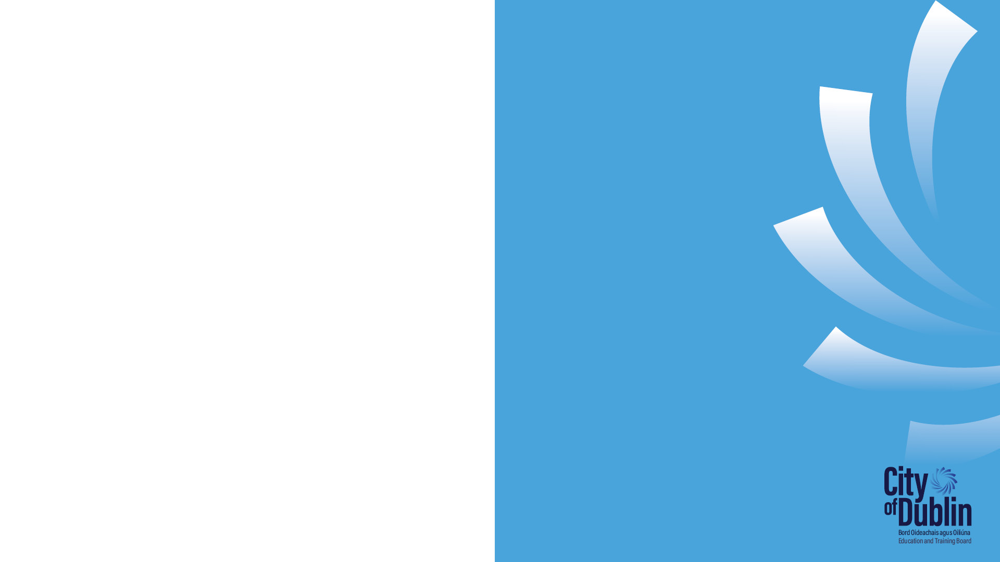 City
of Dublin
Bord Oideachais agus Oiliúna
Education and Training Board